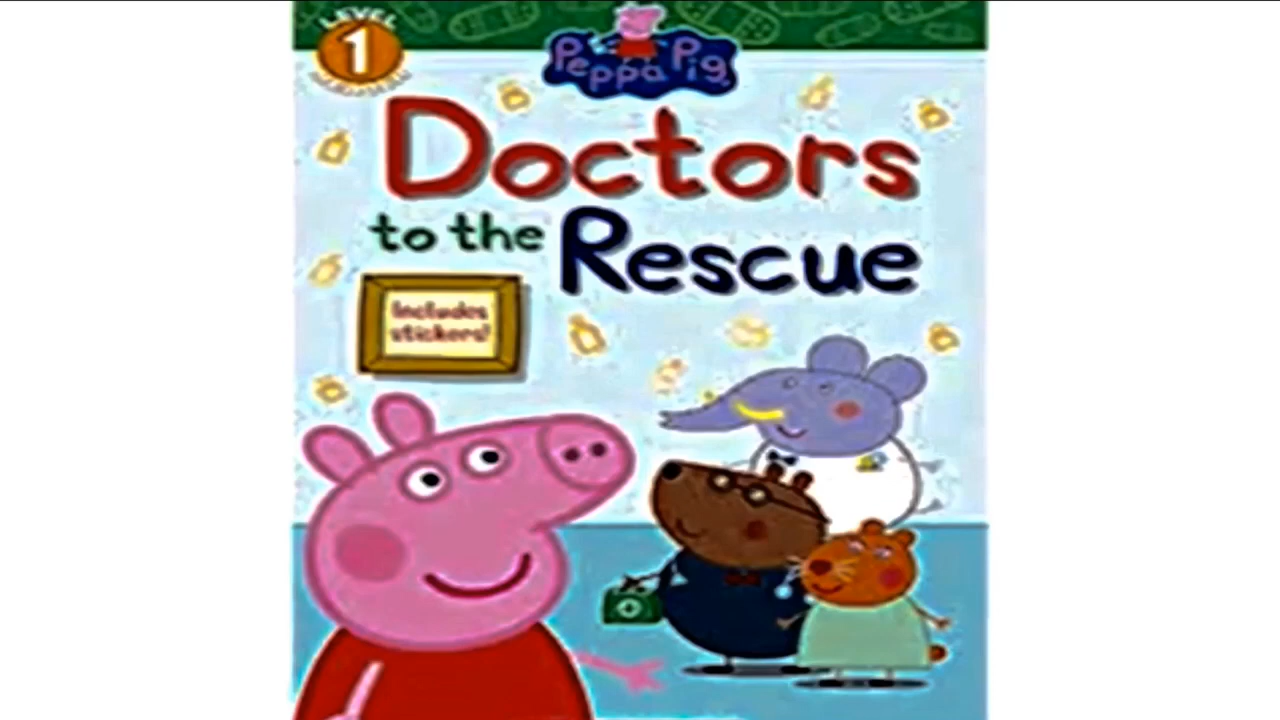 LEVEL
1
Peppa Pig
Doctors
to the
Rescue
Includes
stickers!